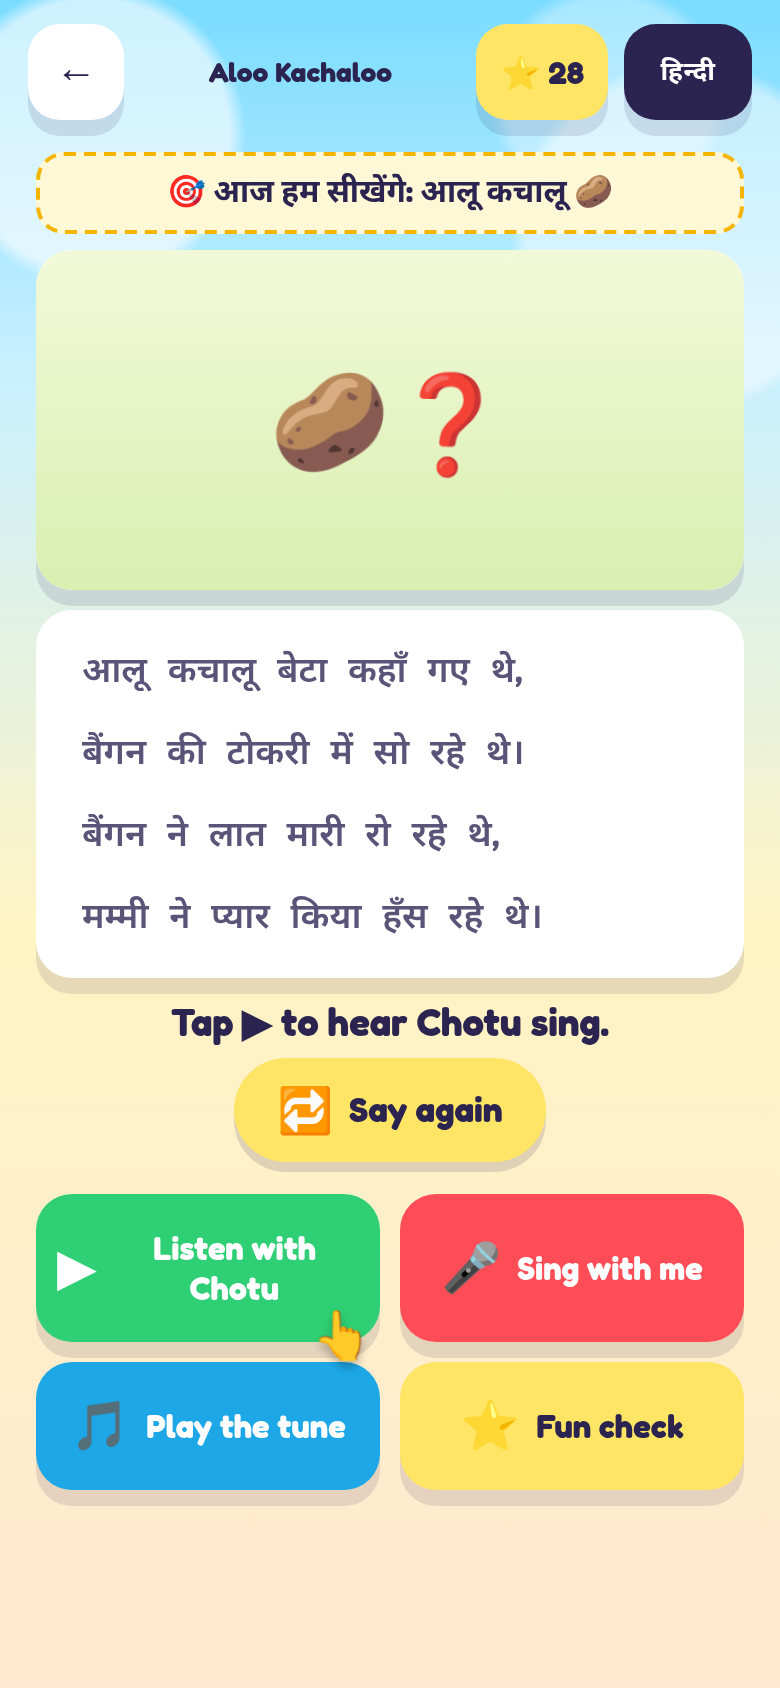 ←
Aloo Kachaloo
⭐ 28
हिन्दी
🎯 आज हम सीखेंगे: आलू कचालू 🥔
🥔❓
आलू कचालू बेटा कहाँ गए थे,
बैंगन की टोकरी में सो रहे थे।
बैंगन ने लात मारी रो रहे थे,
मम्मी ने प्यार किया हँस रहे थे।
Tap ▶ to hear Chotu sing.
🔁 Say again
▶ Listen with
Chotu
🎤 Sing with me
🎵 Play the tune
⭐ Fun check